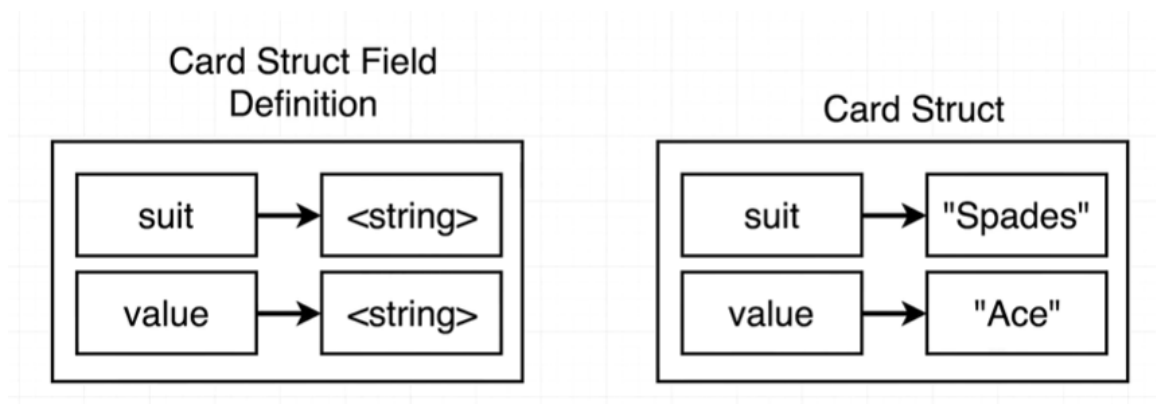 Card Struct Field
Definition
suit
<string>
value
<string>
Card Struct
suit
"Spades"
value
"Ace"